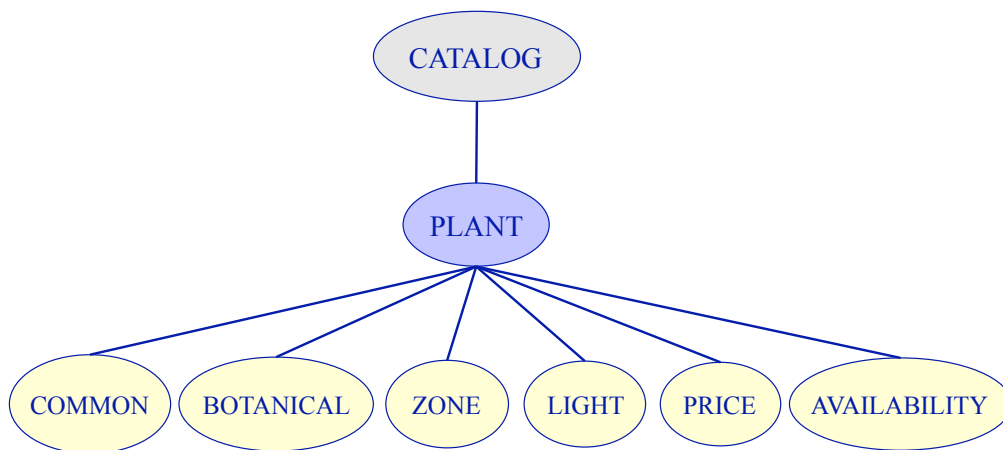 CATALOG
PLANT
COMMON
BOTANICAL
ZONE
LIGHT
PRICE
AVAILABILITY